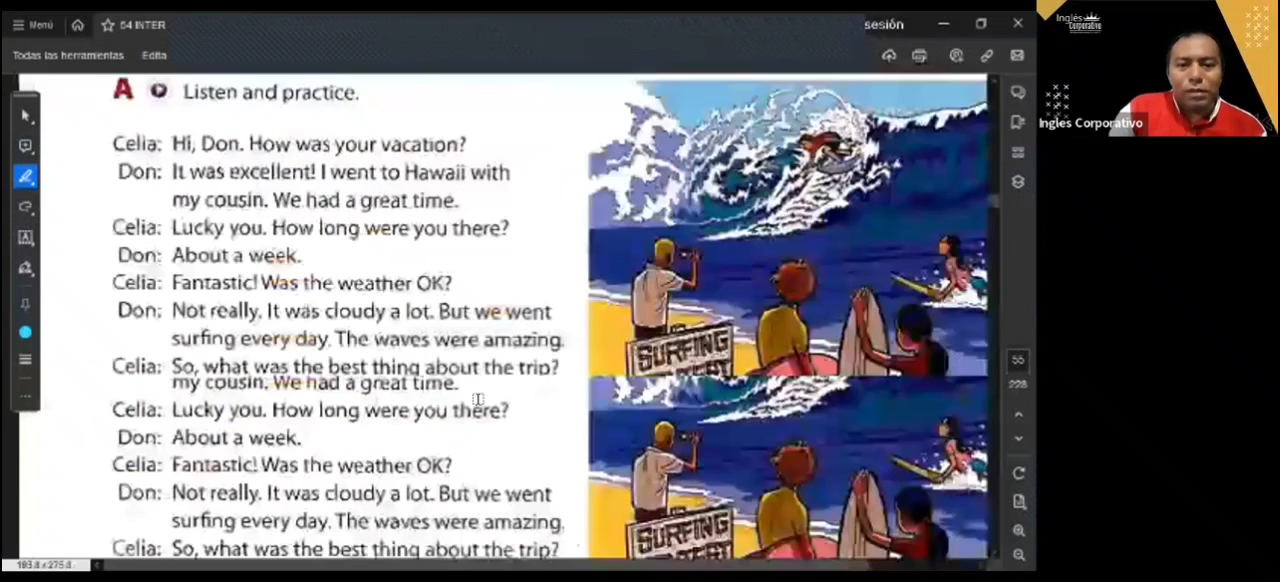 Menú
54 INTER
sesión
Todas las herramientas Edita
A Listen and practice.
Celia: Hi, Don. How was your vacation?
Don: It was excellent! I went to Hawaii with
my cousin. We had a great time.
Celia: Lucky you. How long were you there?
Don: About a week.
Celia: Fantastic! Was the weather OK?
Don: Not really. It was cloudy a lot. But we went
surfing every day. The waves were amazing.
Celia: So, what was the best thing about the trip?
my cousin. We had a great time.
Celia: Lucky you. How long were you there?
Don: About a week.
Celia: Fantastic! Was the weather OK?
Don: Not really. It was cloudy a lot. But we went
surfing every day. The waves were amazing.
Celia: So, what was the best thing about the trip?
SURFING
SURFING
55
228
Inglés
Corporativo
Ingles Corporativo